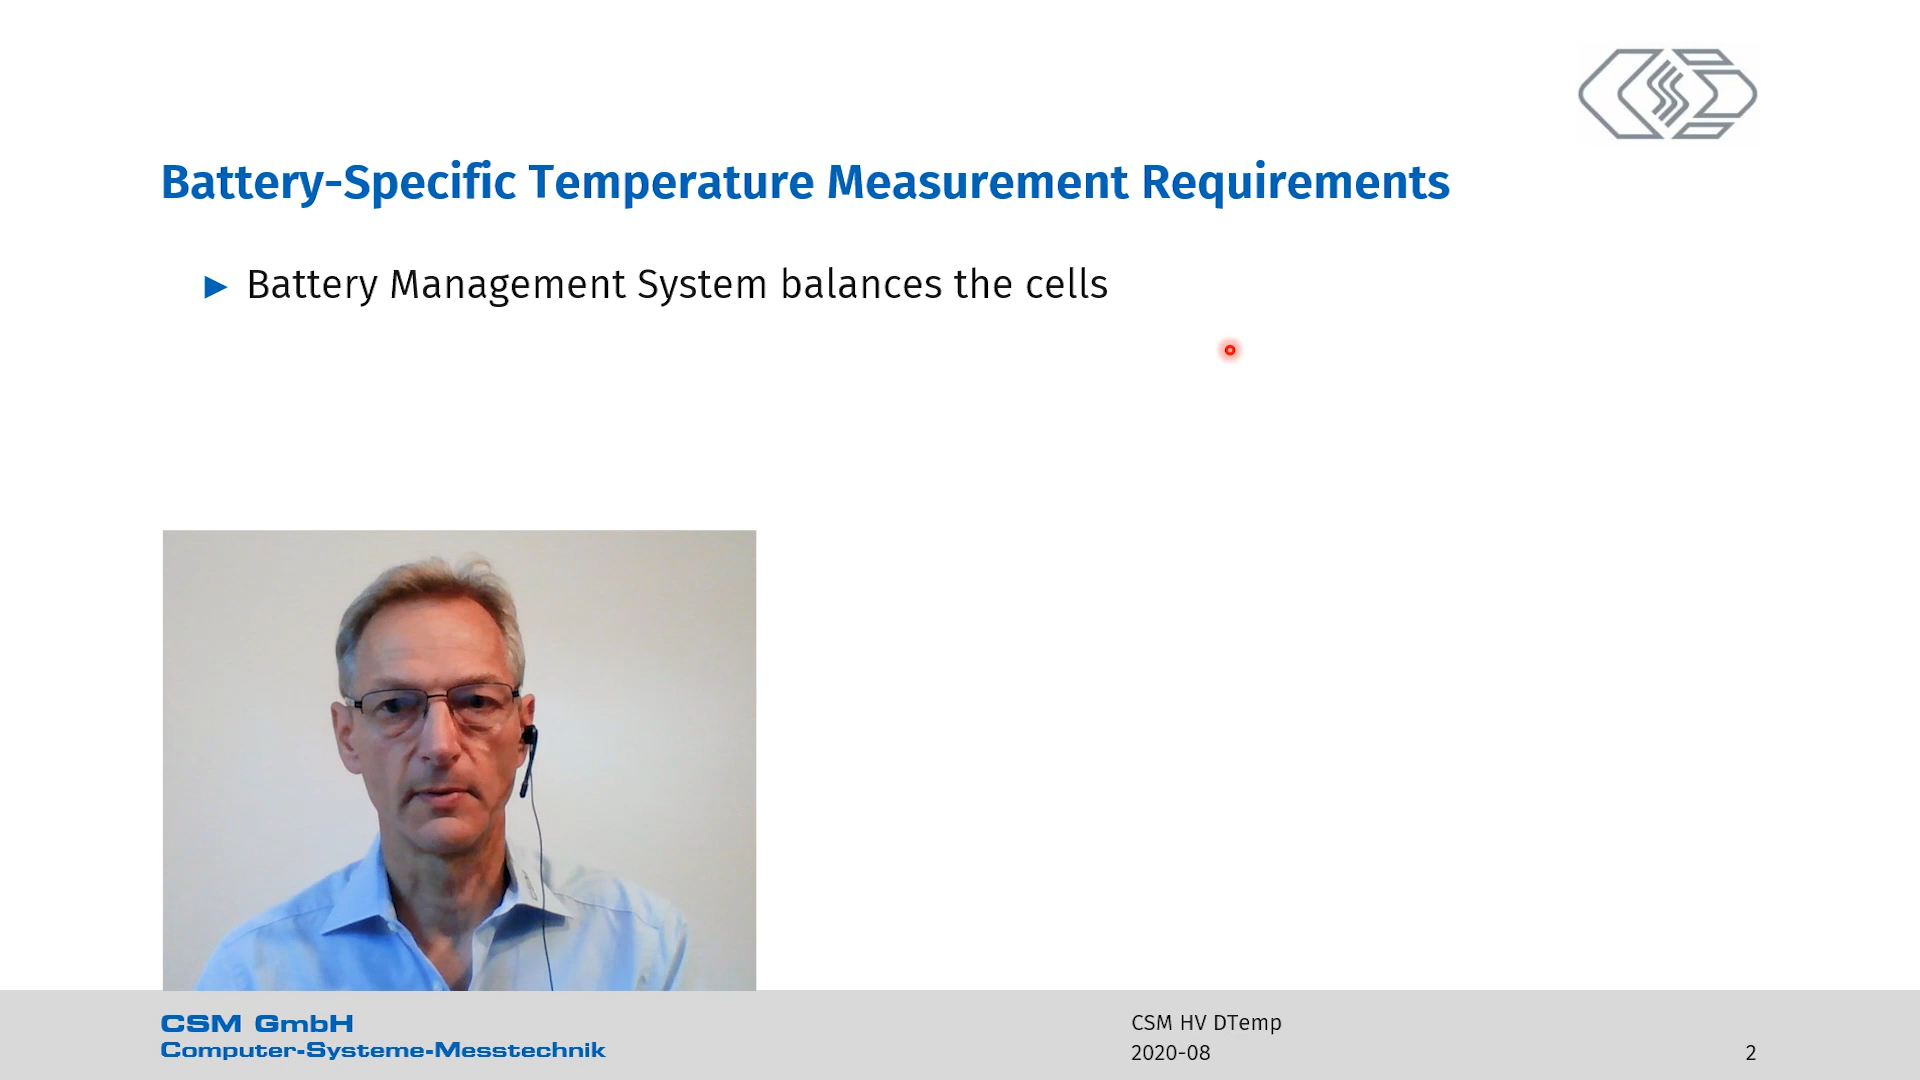 Battery-Specific Temperature Measurement Requirements
Battery Management System balances the cells
CSM GmbH
Computer-Systeme-Messtechnik
CSM HV DTemp
2020-08
2